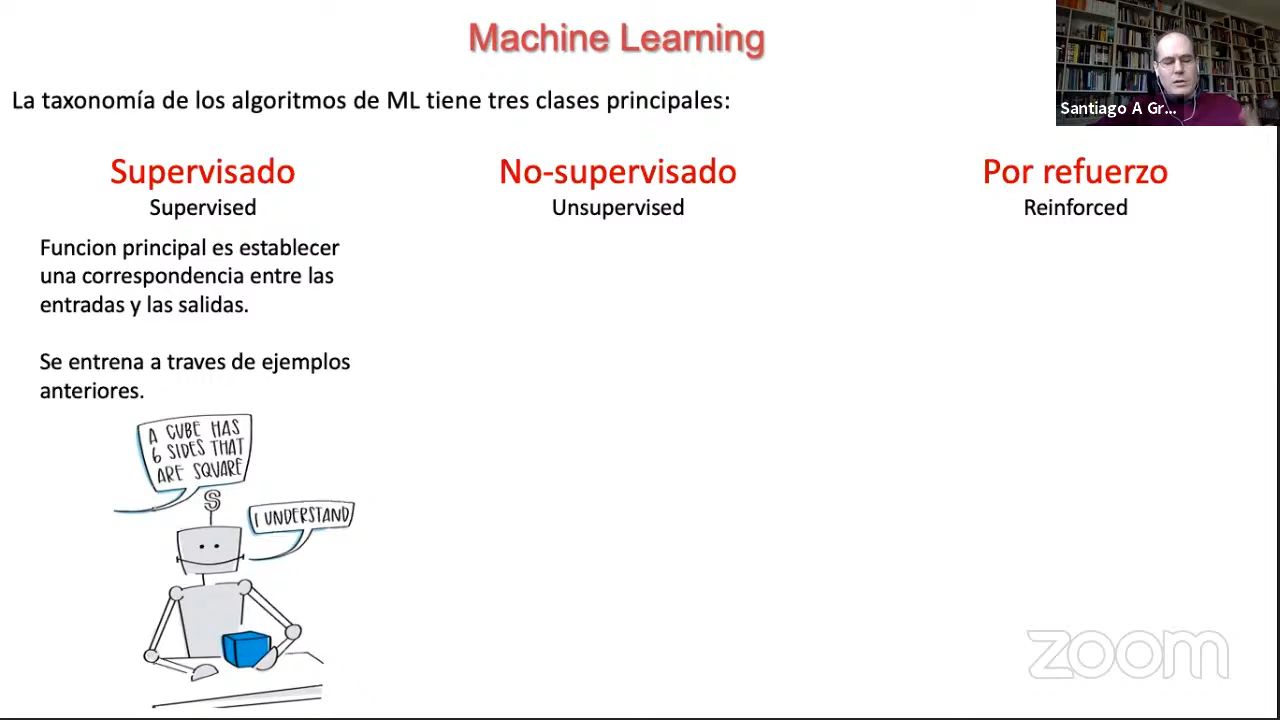 Machine Learning
La taxonomía de los algoritmos de ML tiene tres clases principales:
Santiago A Gr...
Supervisado
Supervised
Funcion principal es establecer
una correspondencia entre las
entradas y las salidas.
Se entrena a traves de ejemplos
anteriores.
A CUBE HAS
6 SIDES THAT
ARE SQUARE
S
I UNDERSTAND
No-supervisado
Unsupervised
Por refuerzo
Reinforced
zoom